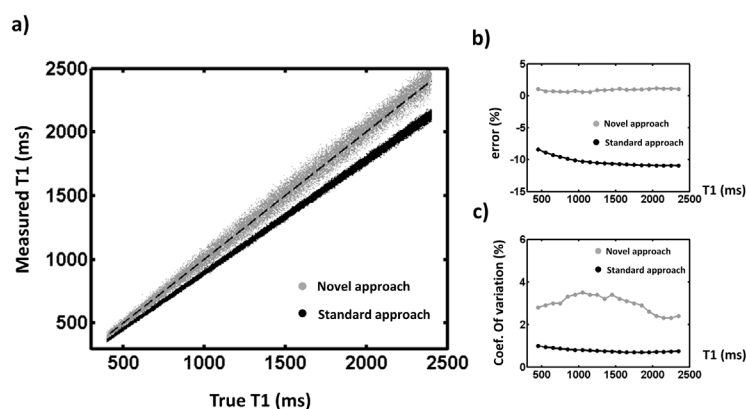 a)
Measured T1 (ms)
2500
2000
1500
1000
500
500 1000 1500 2000 2500
True T1 (ms)
Novel approach
Standard approach
b)
error (%)
5
0
-5
-10
-15
Novel approach
Standard approach
500 1000 1500 2000 2500
T1 (ms)
c)
Coef. Of variation (%)
6
4
2
0
Novel approach
Standard approach
500 1000 1500 2000 2500
T1 (ms)